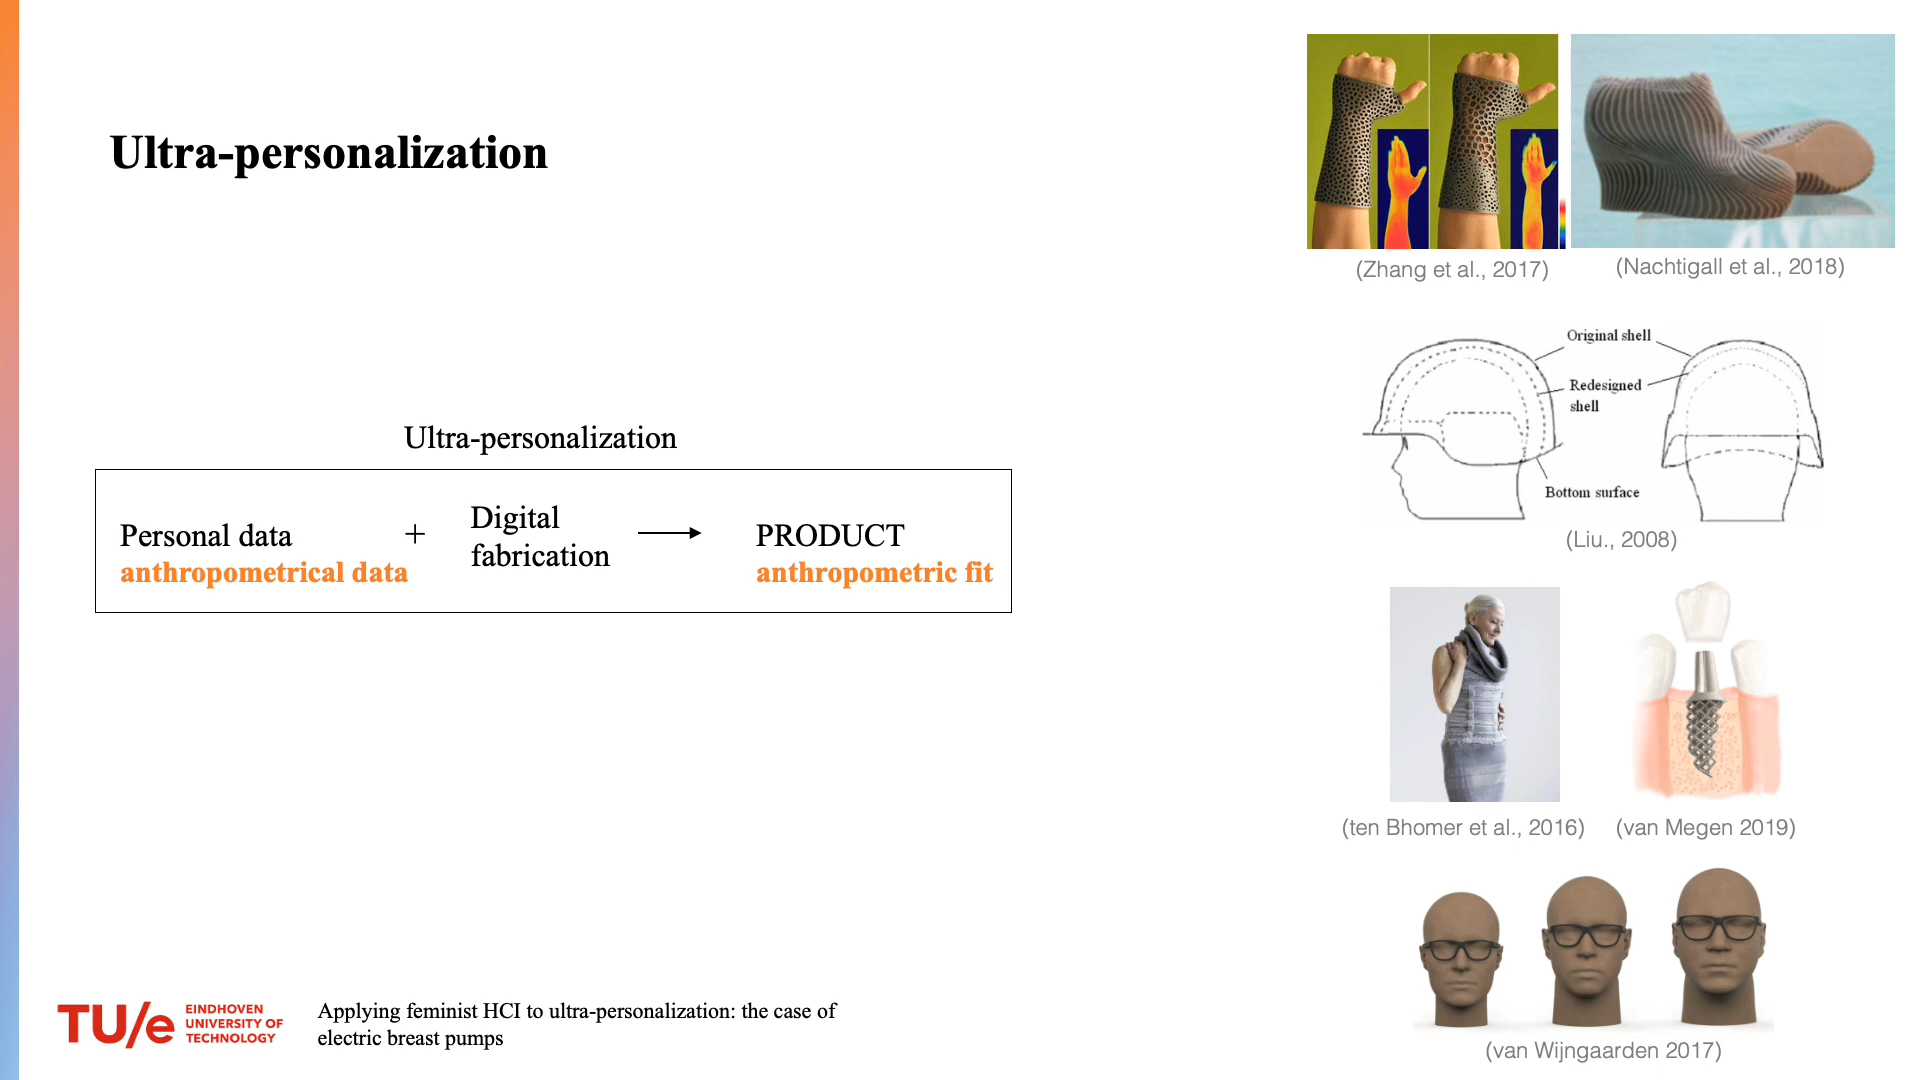 Ultra-personalization
Ultra-personalization
Personal data
anthropometrical data
+
Digital
fabrication
PRODUCT
anthropometric fit
(Zhang et al., 2017)
(Nachtigall et al., 2018)
Original shell
Redesigned
shell
Bottom surface
(Liu., 2008)
(ten Bhomer et al., 2016)
(van Megen 2019)
(van Wijngaarden 2017)
TU/e
EINDHOVEN
UNIVERSITY OF
TECHNOLOGY
Applying feminist HCI to ultra-personalization: the case of
electric breast pumps